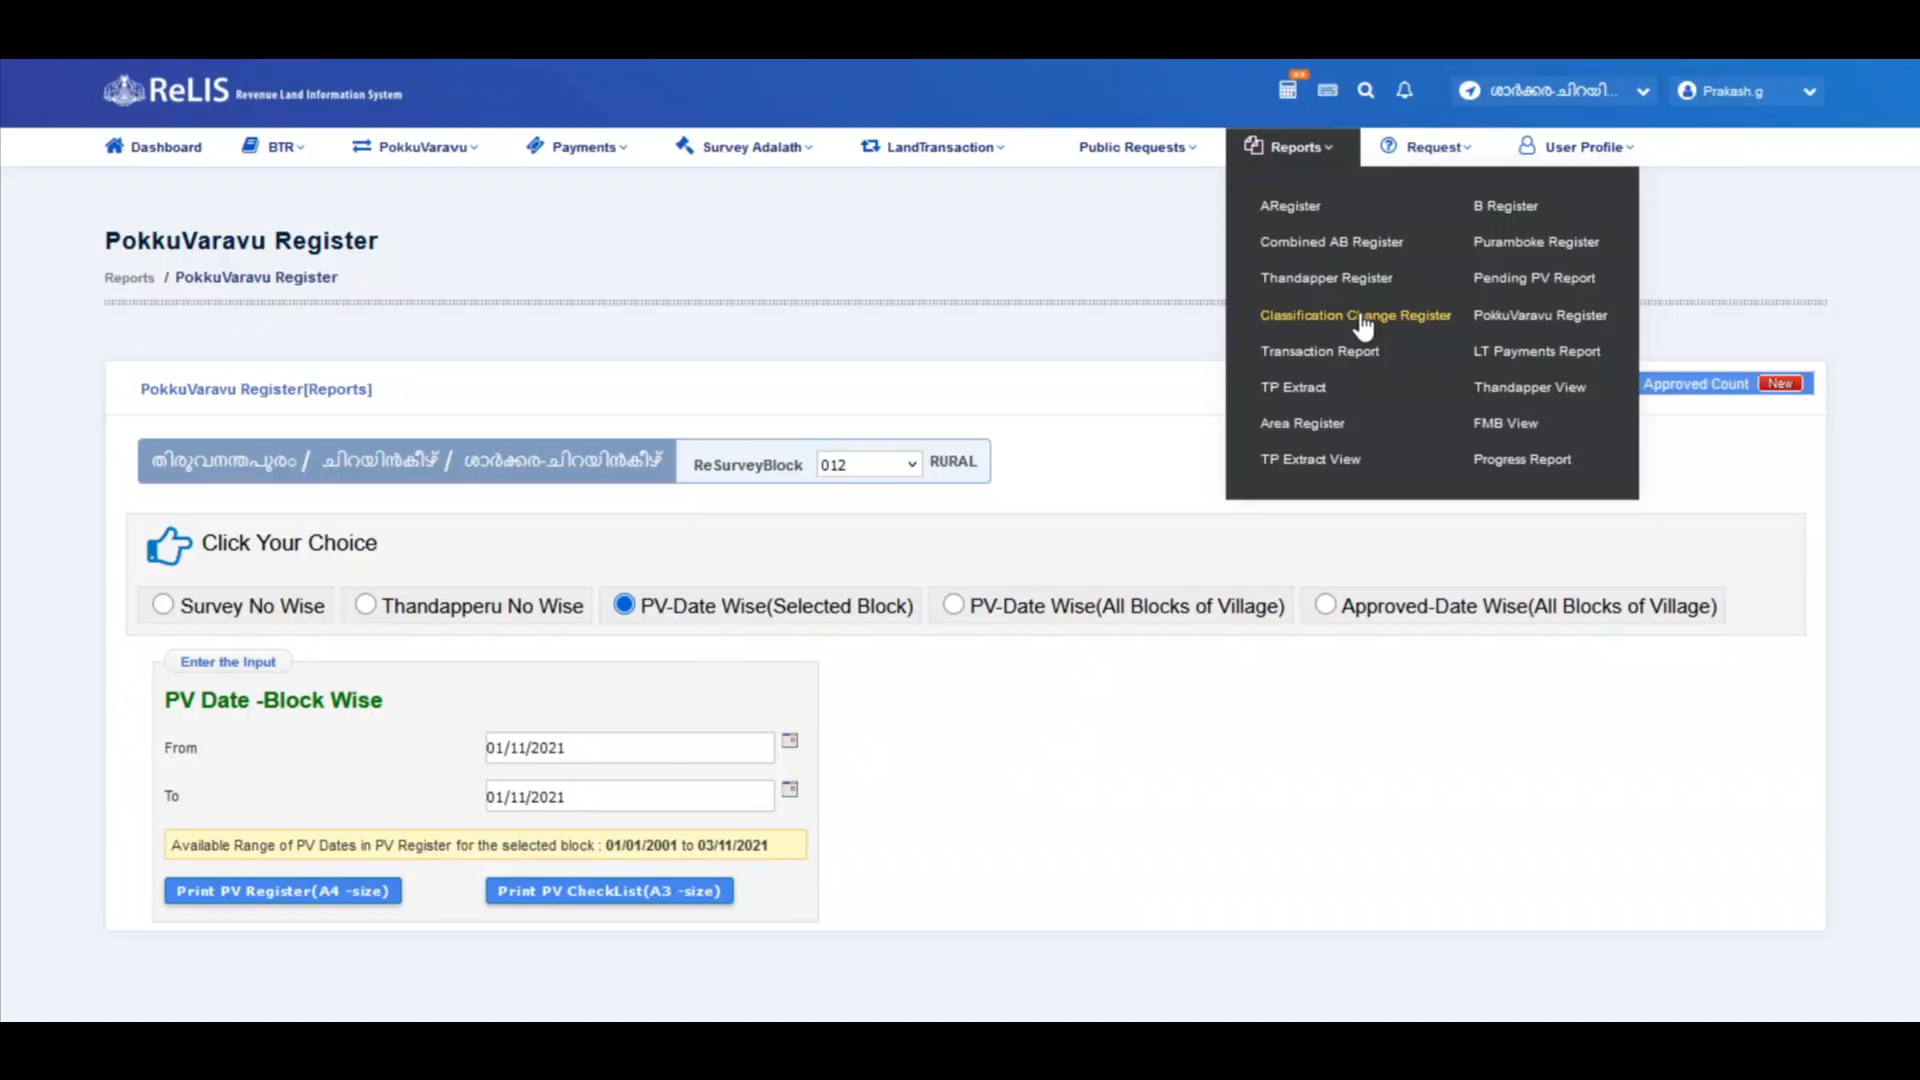 ReLIS Revenue Land Information System
ശാർക്കര-ചിറയി... Prakash.g
Dashboard BTR PokkuVaravu Payments Survey Adalath LandTransaction Public Requests Reports Request User Profile
ARegister B Register
Combined AB Register Puramboke Register
Thandapper Register Pending PV Report
Classification Change Register PokkuVaravu Register
Transaction Report LT Payments Report
TP Extract Thandapper View
Area Register FMB View
TP Extract View Progress Report
PokkuVaravu Register
Reports / PokkuVaravu Register
PokkuVaravu Register[Reports]
Approved Count New
തിരുവനന്തപുരം / ചിറയിൻകീഴ് / ശാർക്കര-ചിറയിൻകീഴ് ReSurveyBlock 012 RURAL
Click Your Choice
Survey No Wise Thandapperu No Wise PV-Date Wise(Selected Block) PV-Date Wise(All Blocks of Village) Approved-Date Wise(All Blocks of Village)
Enter the Input
PV Date -Block Wise
From 01/11/2021
To 01/11/2021
Available Range of PV Dates in PV Register for the selected block : 01/01/2001 to 03/11/2021
Print PV Register(A4 -size) Print PV CheckList(A3 -size)